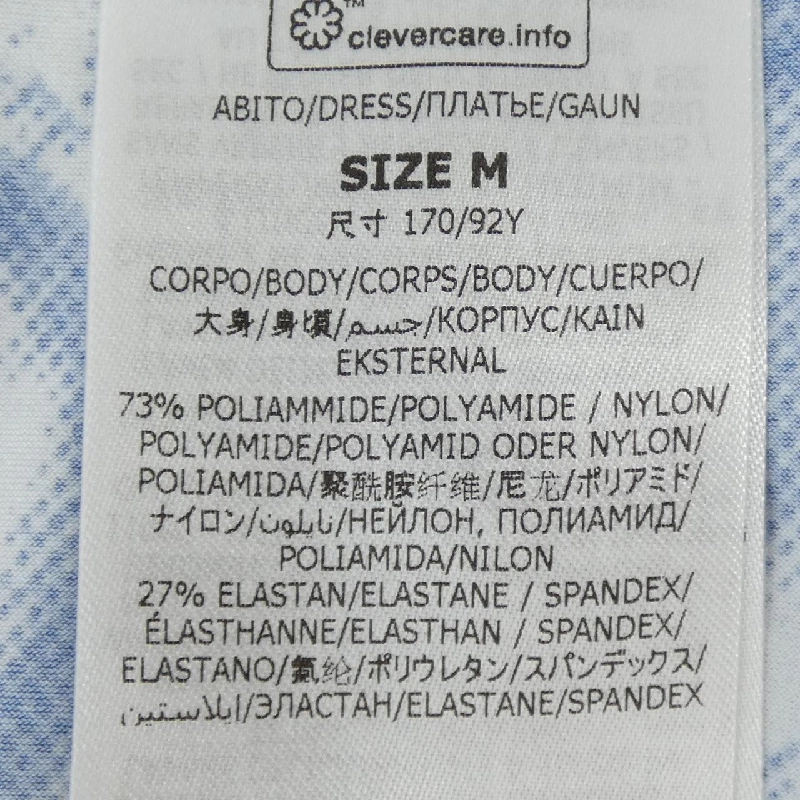 ™
clevercare.info
ABITO/DRESS/ПЛАТЬЕ/GAUN
SIZE M
尺寸 170/92Y
CORPO/BODY/CORPS/BODY/CUERPO/
大身/身頃/جسم/КОРПУС/KAIN
EKSTERNAL
73% POLIAMMIDE/POLYAMIDE / NYLON/
POLYAMIDE/POLYAMID ODER NYLON/
POLIAMIDA/聚酰胺纤维/尼龙/ポリアミド/
ナイロン/نايلون/НЕЙЛОН, ПОЛИАМИД/
POLIAMIDA/NILON
27% ELASTAN/ELASTANE / SPANDEX/
ÉLASTHANNE/ELASTHAN / SPANDEX/
ELASTANO/氨纶/ポリウレタン/スパンデックス/
إيلاستين/ЭЛАСТАН/ELASTANE/SPANDEX